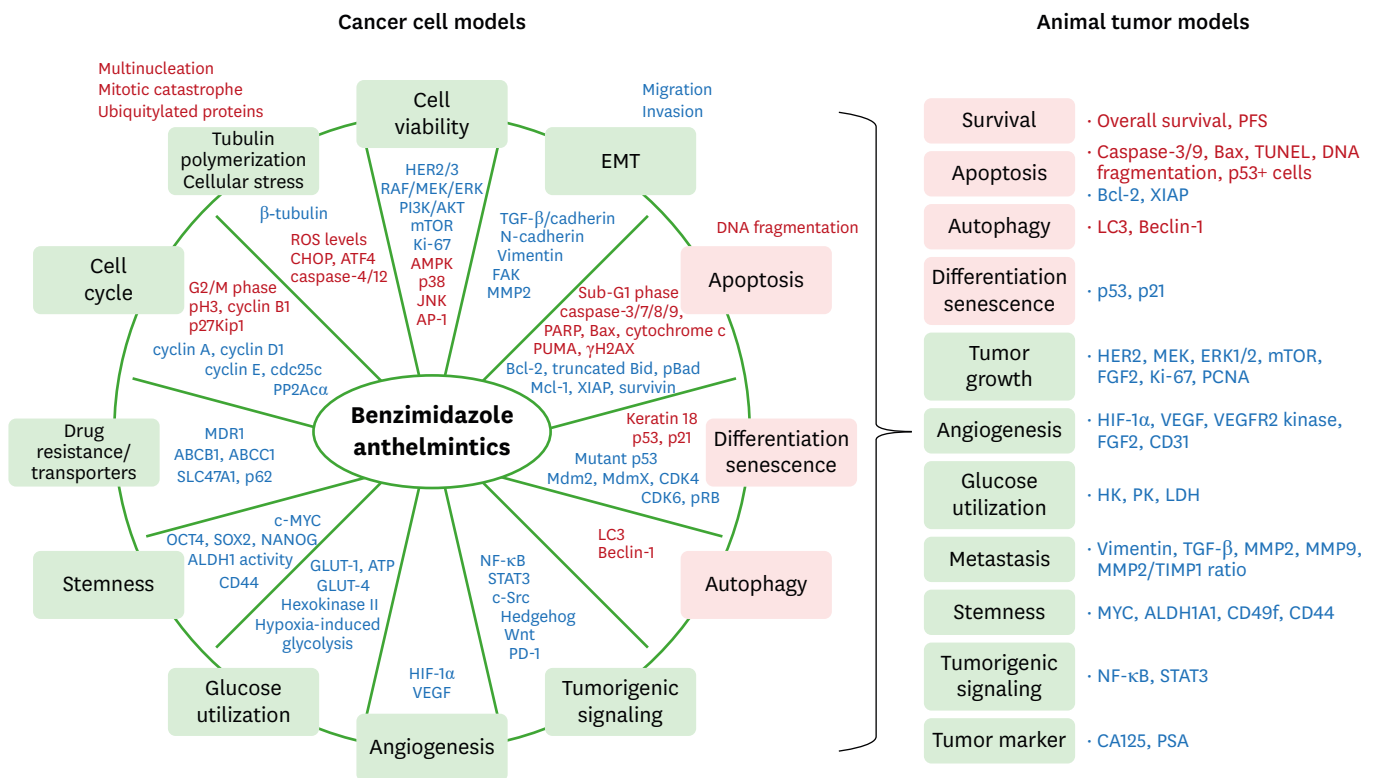 Cancer cell models
Animal tumor models
Multinucleation
Mitotic catastrophe
Ubiquitylated proteins
Tubulin
polymerization
Cellular stress
β-tubulin
ROS levels
CHOP, ATF4
caspase-4/12
Cell
viability
HER2/3
RAF/MEK/ERK
PI3K/AKT
mTOR
Ki-67
AMPK
p38
JNK
AP-1
Migration
Invasion
EMT
TGF-β/cadherin
N-cadherin
Vimentin
FAK
MMP2
DNA fragmentation
Apoptosis
Sub-G1 phase
caspase-3/7/8/9,
PARP, Bax, cytochrome c
PUMA, γH2AX
Bcl-2, truncated Bid, pBad
Mcl-1, XIAP, survivin
Cell
cycle
G2/M phase
pH3, cyclin B1
p27Kip1
cyclin A, cyclin D1
cyclin E, cdc25c
PP2Acα
Benzimidazole
anthelmintics
Differentiation
senescence
Keratin 18
p53, p21
Mutant p53
Mdm2, MdmX, CDK4
CDK6, pRB
Drug
resistance/
transporters
MDR1
ABCB1, ABCC1
SLC47A1, p62
Stemness
c-MYC
OCT4, SOX2, NANOG
ALDH1 activity
CD44
Glucose
utilization
GLUT-1, ATP
GLUT-4
Hexokinase II
Hypoxia-induced
glycolysis
Angiogenesis
HIF-1α
VEGF
Tumorigenic
signaling
NF-κB
STAT3
c-Src
Hedgehog
Wnt
PD-1
Autophagy
LC3
Beclin-1
Survival
· Overall survival, PFS
Apoptosis
· Caspase-3/9, Bax, TUNEL, DNA
fragmentation, p53+ cells
· Bcl-2, XIAP
Autophagy
· LC3, Beclin-1
Differentiation
senescence
· p53, p21
Tumor
growth
· HER2, MEK, ERK1/2, mTOR,
FGF2, Ki-67, PCNA
Angiogenesis
· HIF-1α, VEGF, VEGFR2 kinase,
FGF2, CD31
Glucose
utilization
· HK, PK, LDH
Metastasis
· Vimentin, TGF-β, MMP2, MMP9,
MMP2/TIMP1 ratio
Stemness
· MYC, ALDH1A1, CD49f, CD44
Tumorigenic
signaling
· NF-κB, STAT3
Tumor marker
· CA125, PSA